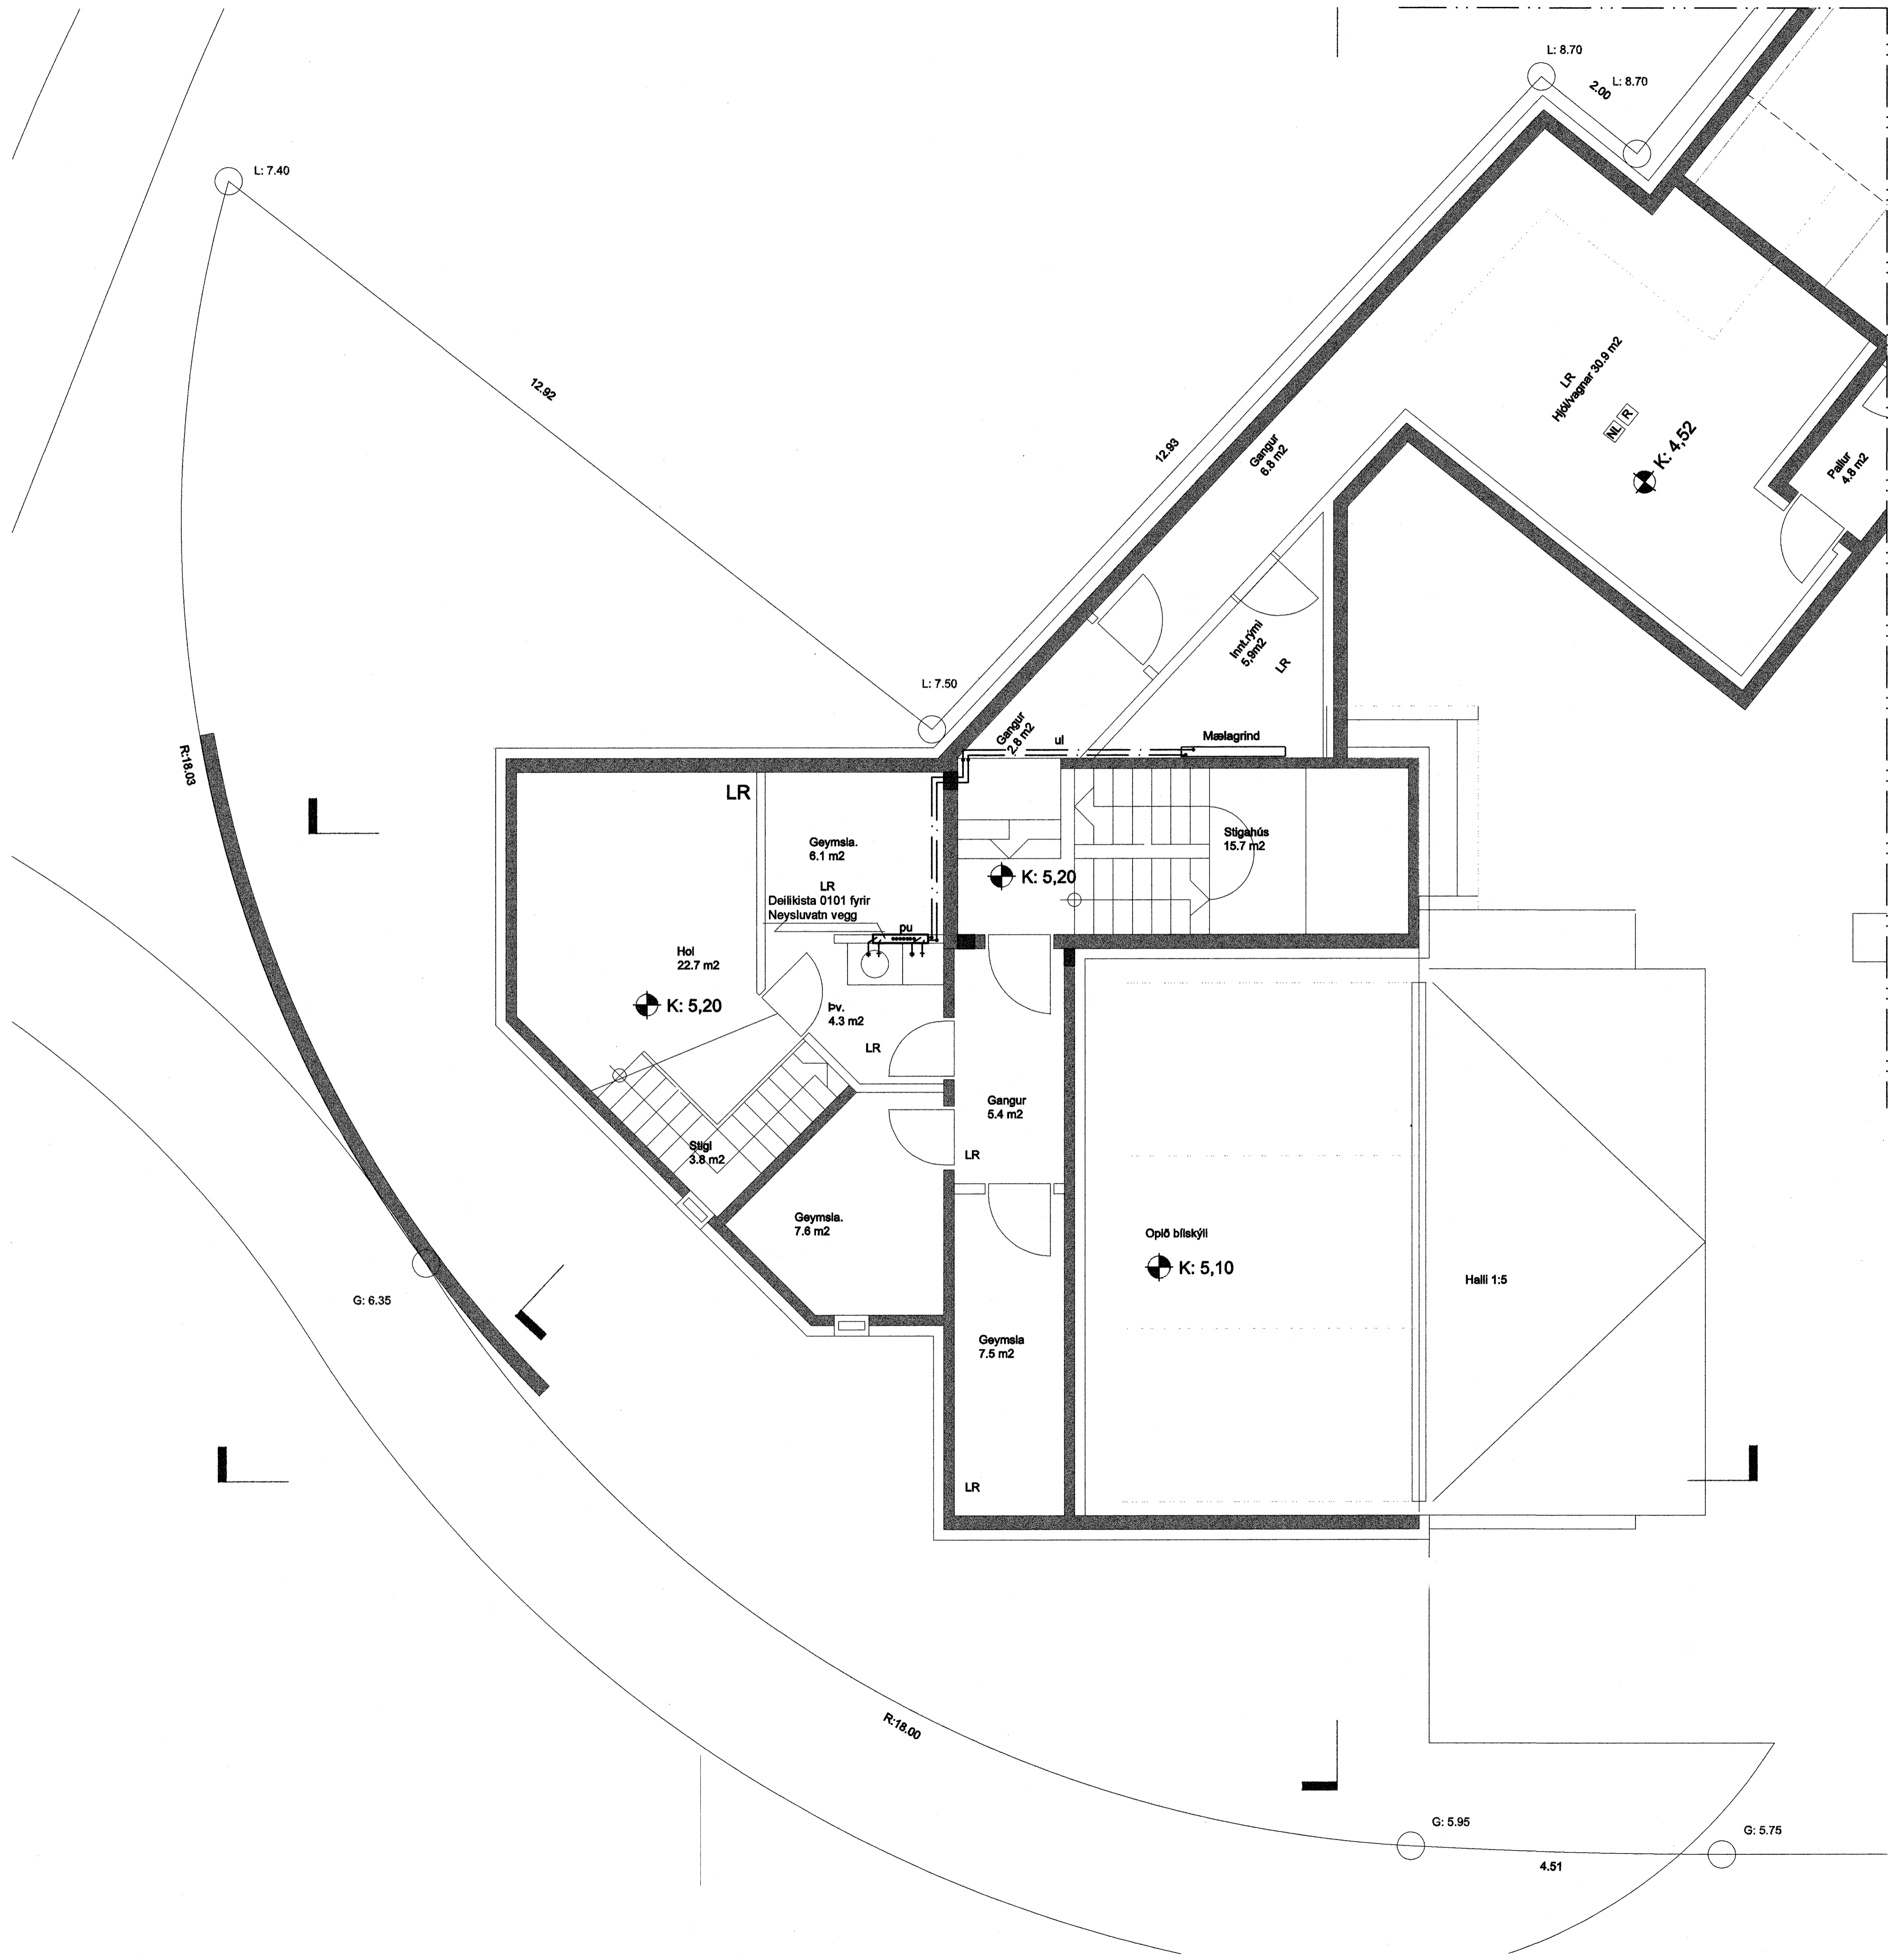 L: 8.70
2.00
L: 8.70
L: 7.40
12.92
12.93
Gangur
6.8 m2
LR
Hjól/vagnar 30.9 m2
NL
R
K: 4,52
Pallur
4.8 m2
Innt.rými
5,9m2
LR
L: 7.50
Gangur
2.8 m2
ul
Mælagrind
R:18.03
LR
Geymsla.
6.1 m2
LR
Deilikista 0101 fyrir
Neysluvatn vegg
pu
Stigahús
15.7 m2
K: 5,20
Hol
22.7 m2
K: 5,20
Þv.
4.3 m2
LR
Gangur
5.4 m2
LR
Stigi
3.8 m2
Geymsla.
7.6 m2
Opið bílskýli
K: 5,10
Halli 1:5
G: 6.35
Geymsla
7.5 m2
LR
R:18.00
G: 5.95
G: 5.75
4.51